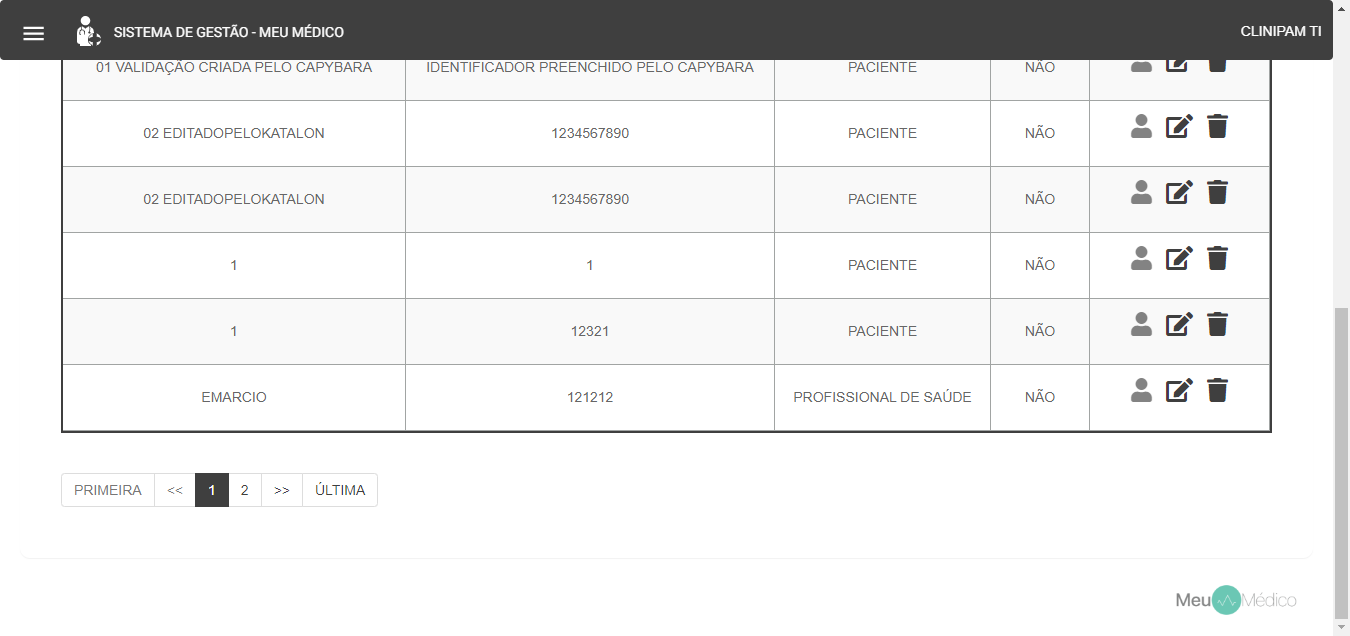 SISTEMA DE GESTÃO - MEU MÉDICO
CLINIPAM TI
01 VALIDAÇÃO CRIADA PELO CAPYBARA IDENTIFICADOR PREENCHIDO PELO CAPYBARA PACIENTE NÃO
02 EDITADOPELOKATALON 1234567890 PACIENTE NÃO
02 EDITADOPELOKATALON 1234567890 PACIENTE NÃO
1 1 PACIENTE NÃO
1 12321 PACIENTE NÃO
EMARCIO 121212 PROFISSIONAL DE SAÚDE NÃO
PRIMEIRA << 1 2 >> ÚLTIMA
Meu Médico